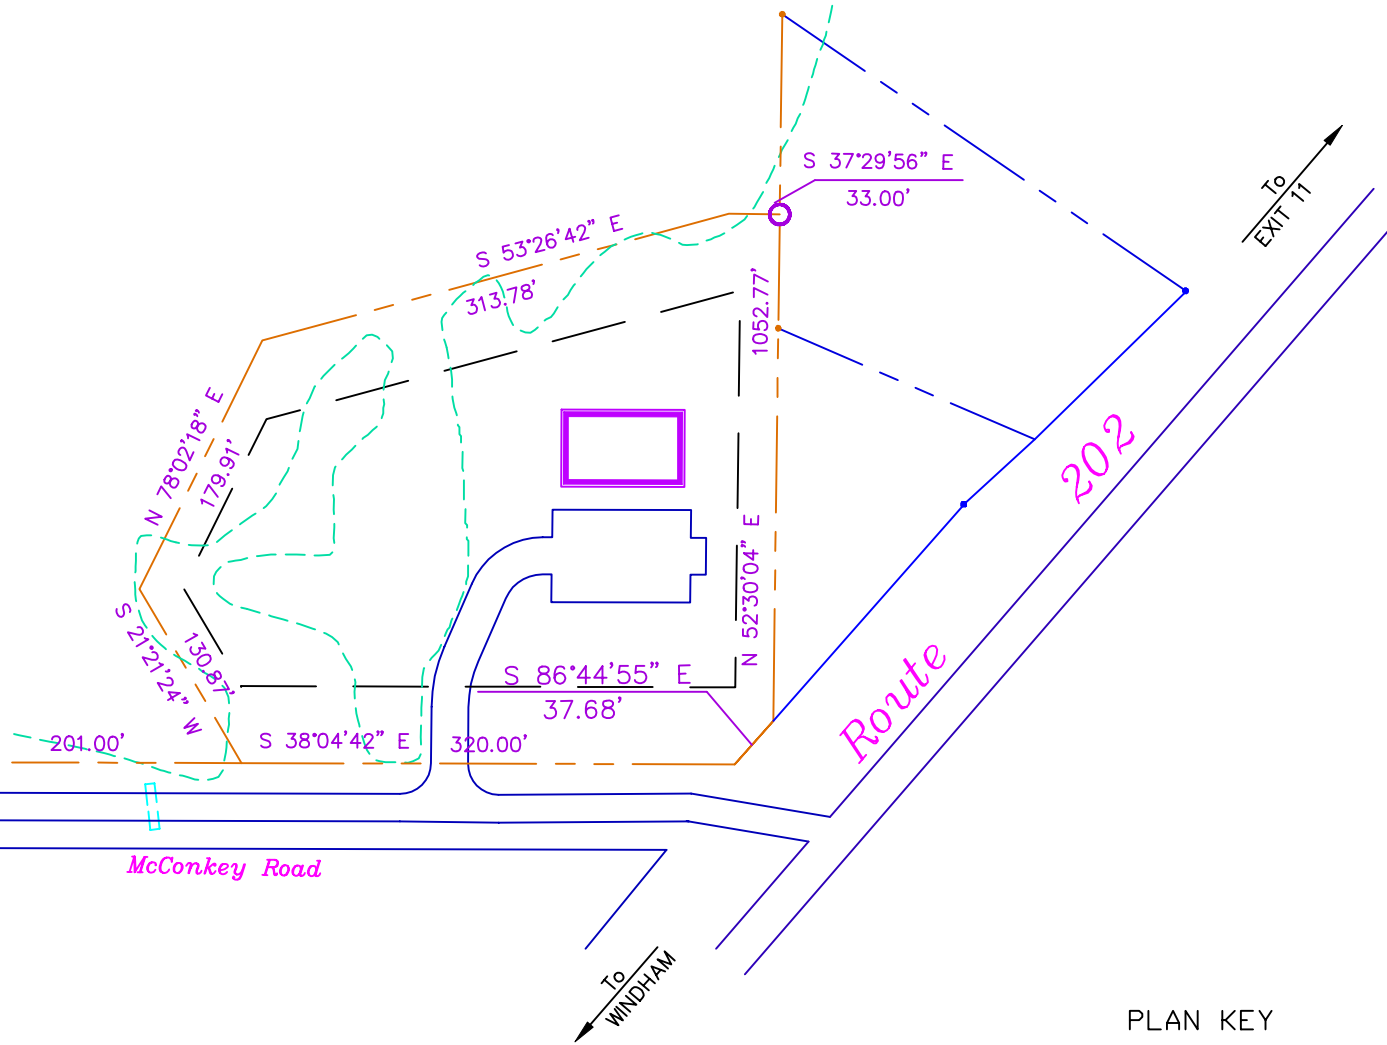 S 37°29'56" E
33.00'
To
EXIT 11
S 53°26'42" E
313.78'
1052.77'
N 78°02'18" E
179.91'
202
N 52°30'04" E
S 21°21'24" W
130.87'
S 86°44'55" E
37.68'
Route
201.00'
S 38°04'42" E
320.00'
McConkey Road
To
WINDHAM
PLAN KEY